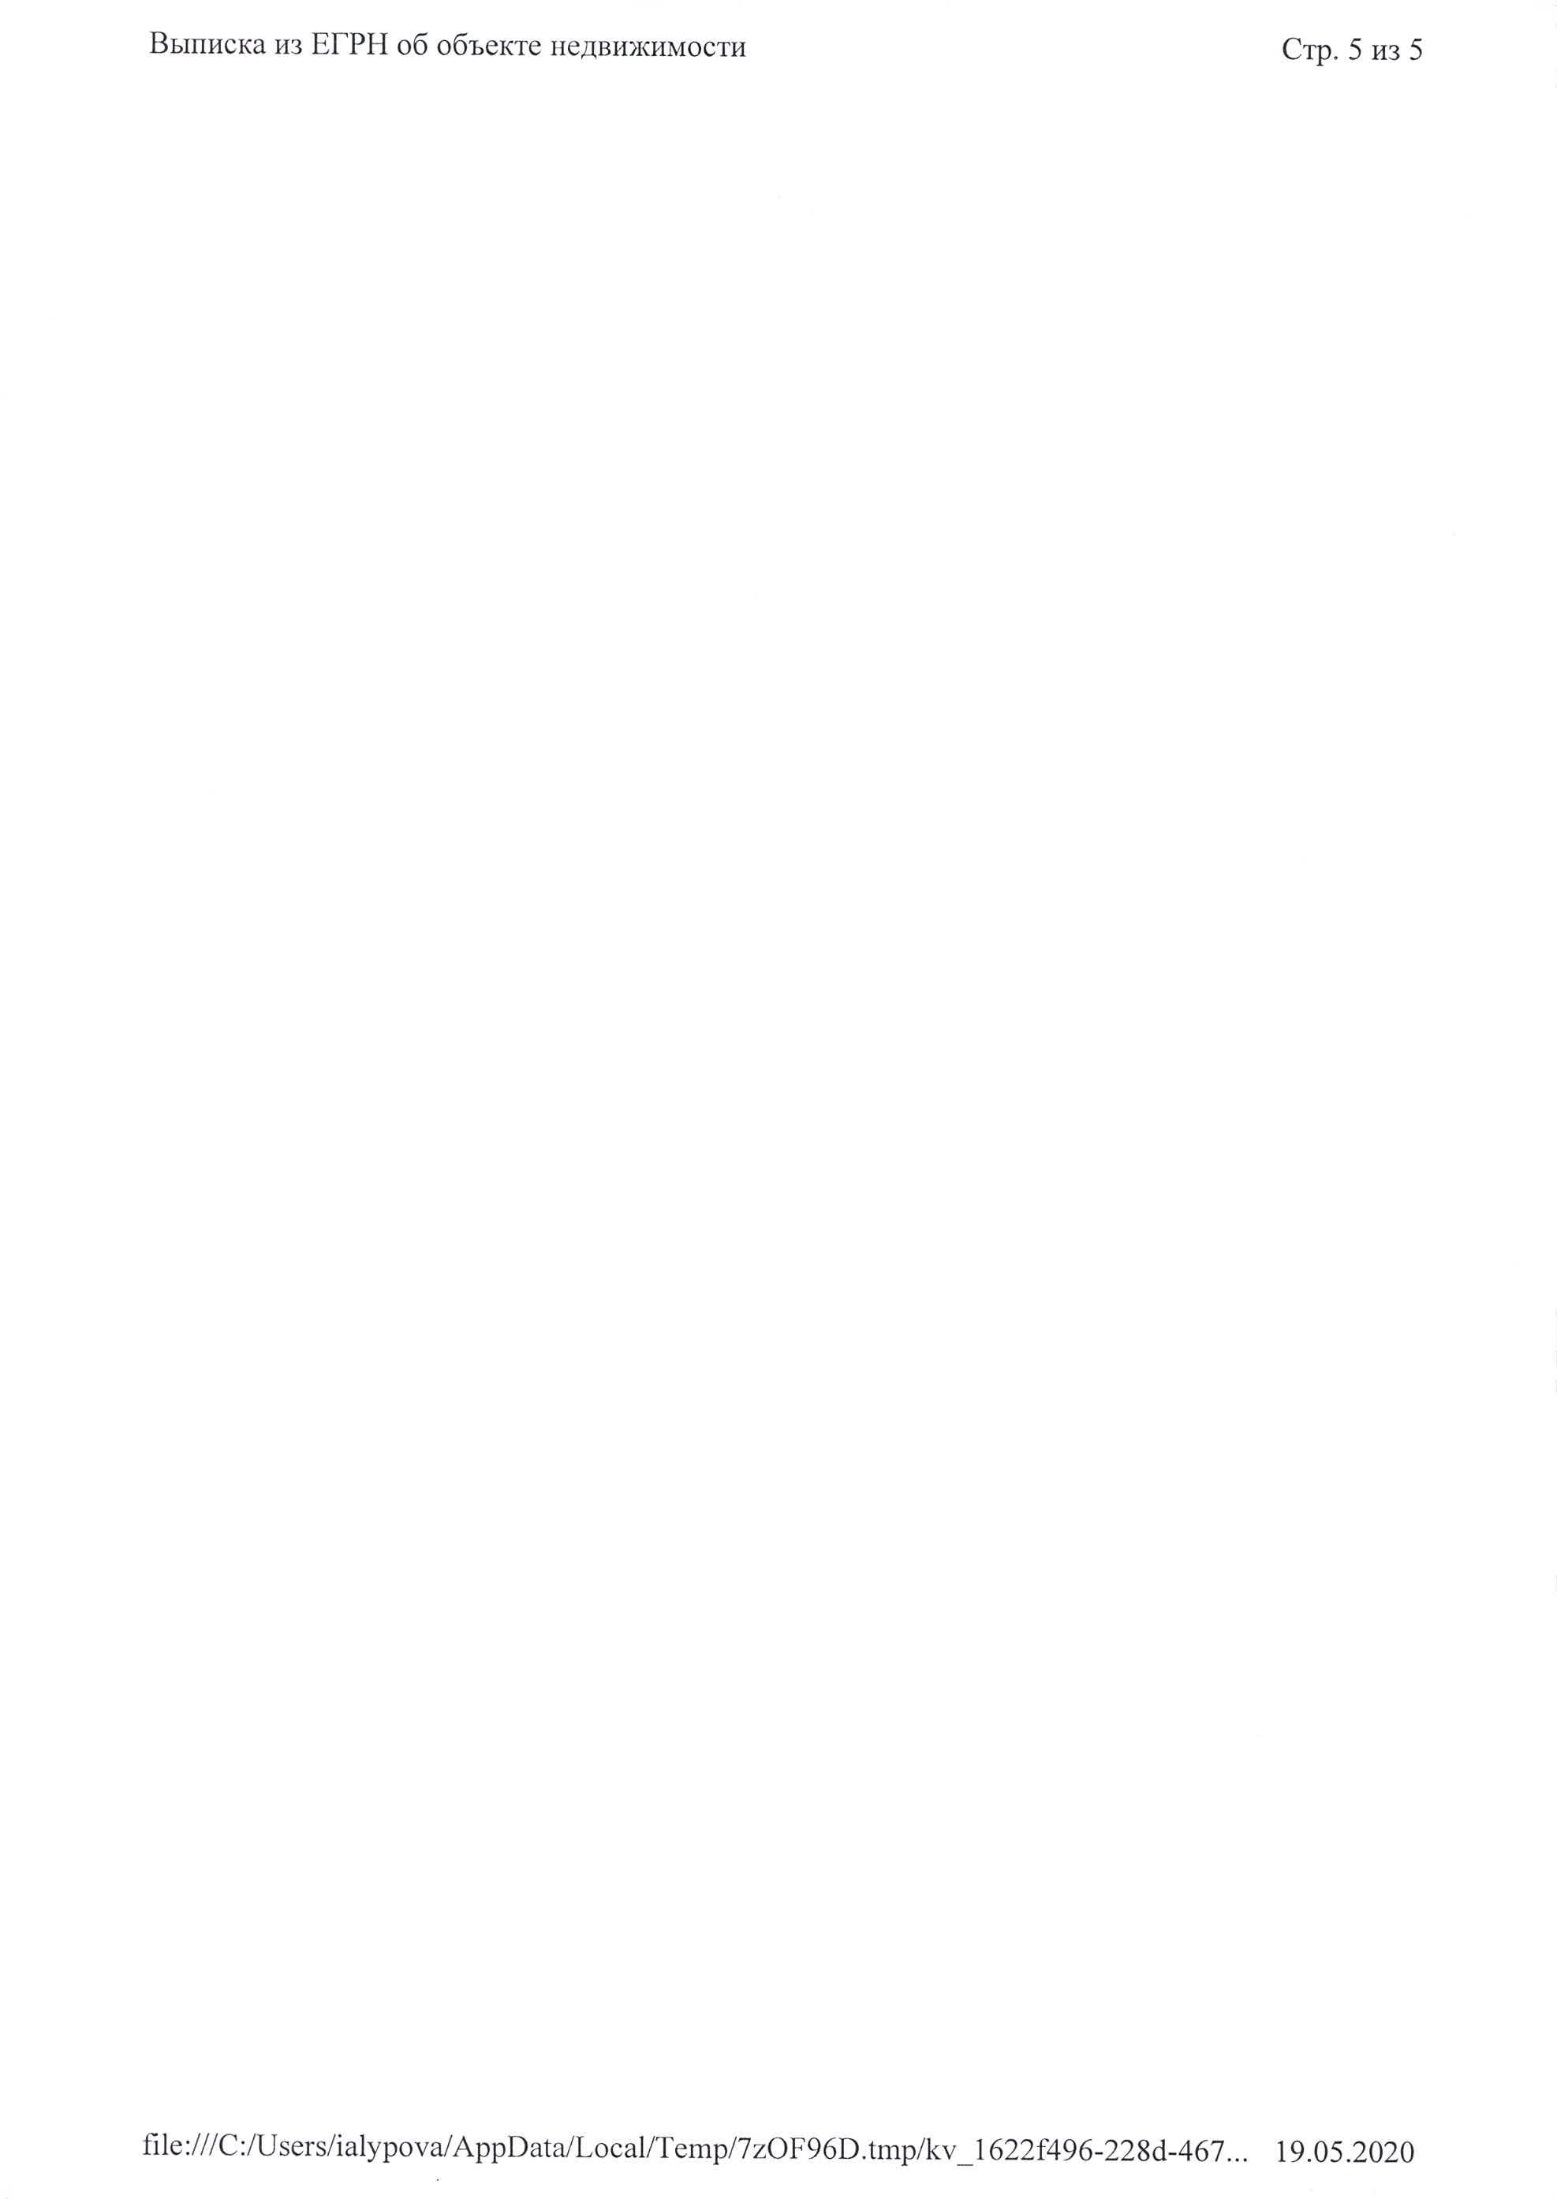 Выписка из ЕГРН об объекте недвижимости
Стр. 5 из 5
file:///C:/Users/ialypova/AppData/Local/Temp/7zOF96D.tmp/kv_1622f496-228d-467...
19.05.2020